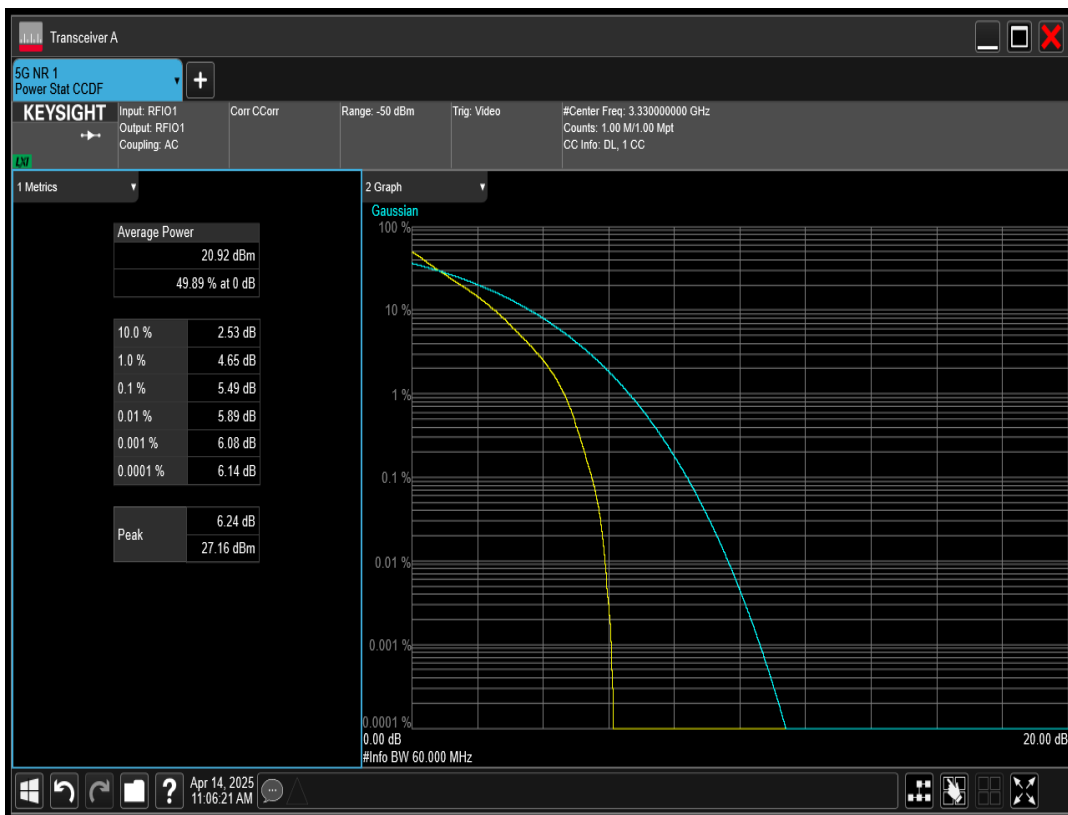 Transceiver A
5G NR 1
Power Stat CCDF
+
KEYSIGHT
LXI
Input: RFIO1
Output: RFIO1
Coupling: AC
Corr CCorr
Range: -50 dBm
Trig: Video
#Center Freq: 3.330000000 GHz
Counts: 1.00 M/1.00 Mpt
CC Info: DL, 1 CC
1 Metrics
Average Power
20.92 dBm
49.89 % at 0 dB
10.0 % 2.53 dB
1.0 % 4.65 dB
0.1 % 5.49 dB
0.01 % 5.89 dB
0.001 % 6.08 dB
0.0001 % 6.14 dB
Peak 6.24 dB
27.16 dBm
2 Graph
Gaussian
100 %
10 %
1 %
0.1 %
0.01 %
0.001 %
0.0001 %
0.00 dB 20.00 dB
#Info BW 60.000 MHz
?
Apr 14, 2025
11:06:21 AM